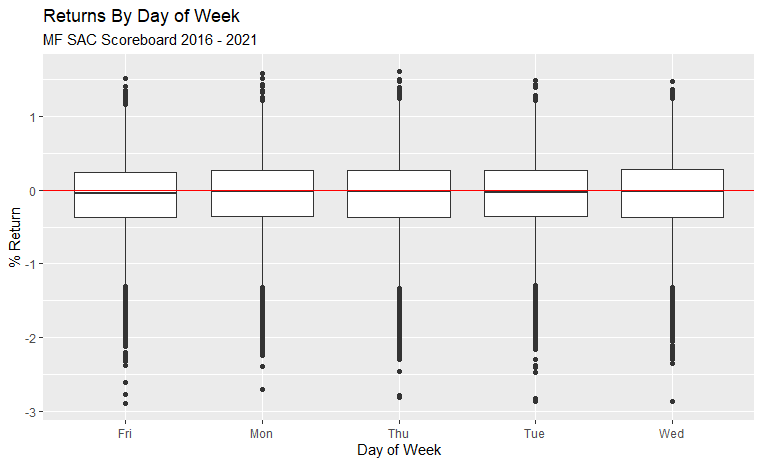 Returns By Day of Week
MF SAC Scoreboard 2016 - 2021
% Return
1
0
-1
-2
-3
Fri Mon Thu Tue Wed
Day of Week